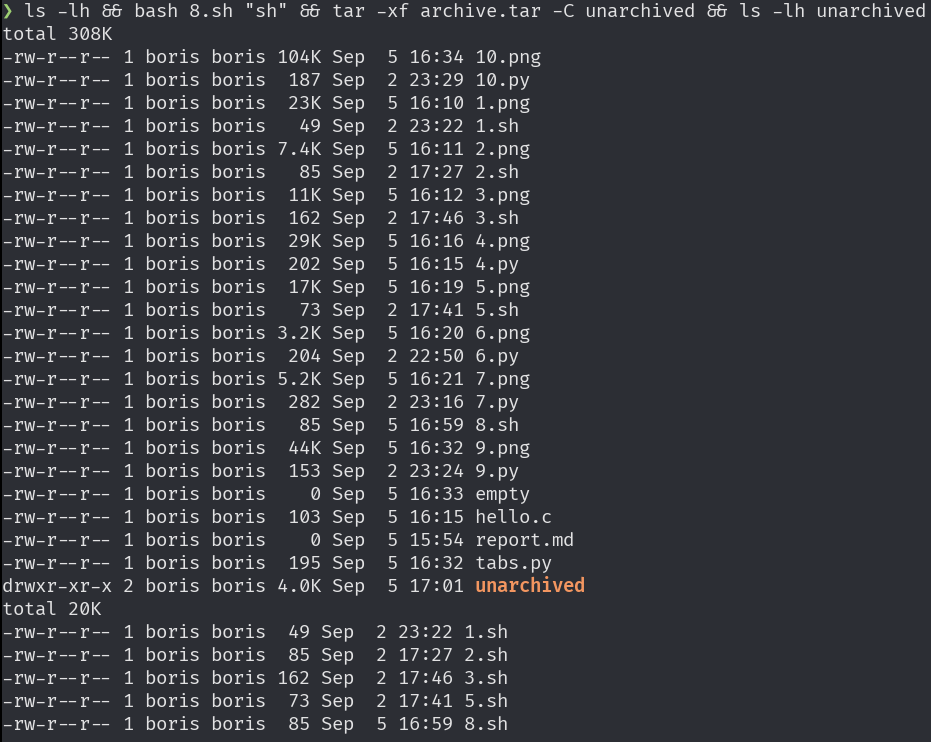 ❯ ls -lh && bash 8.sh "sh" && tar -xf archive.tar -C unarchived && ls -lh unarchived
total 308K
-rw-r--r-- 1 boris boris 104K Sep  5 16:34 10.png
-rw-r--r-- 1 boris boris  187 Sep  2 23:29 10.py
-rw-r--r-- 1 boris boris  23K Sep  5 16:10 1.png
-rw-r--r-- 1 boris boris   49 Sep  2 23:22 1.sh
-rw-r--r-- 1 boris boris 7.4K Sep  5 16:11 2.png
-rw-r--r-- 1 boris boris   85 Sep  2 17:27 2.sh
-rw-r--r-- 1 boris boris  11K Sep  5 16:12 3.png
-rw-r--r-- 1 boris boris  162 Sep  2 17:46 3.sh
-rw-r--r-- 1 boris boris  29K Sep  5 16:16 4.png
-rw-r--r-- 1 boris boris  202 Sep  5 16:15 4.py
-rw-r--r-- 1 boris boris  17K Sep  5 16:19 5.png
-rw-r--r-- 1 boris boris   73 Sep  2 17:41 5.sh
-rw-r--r-- 1 boris boris 3.2K Sep  5 16:20 6.png
-rw-r--r-- 1 boris boris  204 Sep  2 22:50 6.py
-rw-r--r-- 1 boris boris 5.2K Sep  5 16:21 7.png
-rw-r--r-- 1 boris boris  282 Sep  2 23:16 7.py
-rw-r--r-- 1 boris boris   85 Sep  5 16:59 8.sh
-rw-r--r-- 1 boris boris  44K Sep  5 16:32 9.png
-rw-r--r-- 1 boris boris  153 Sep  2 23:24 9.py
-rw-r--r-- 1 boris boris    0 Sep  5 16:33 empty
-rw-r--r-- 1 boris boris  103 Sep  5 16:15 hello.c
-rw-r--r-- 1 boris boris    0 Sep  5 15:54 report.md
-rw-r--r-- 1 boris boris  195 Sep  5 16:32 tabs.py
drwxr-xr-x 2 boris boris 4.0K Sep  5 17:01 unarchived
total 20K
-rw-r--r-- 1 boris boris  49 Sep  2 23:22 1.sh
-rw-r--r-- 1 boris boris  85 Sep  2 17:27 2.sh
-rw-r--r-- 1 boris boris 162 Sep  2 17:46 3.sh
-rw-r--r-- 1 boris boris  73 Sep  2 17:41 5.sh
-rw-r--r-- 1 boris boris  85 Sep  5 16:59 8.sh